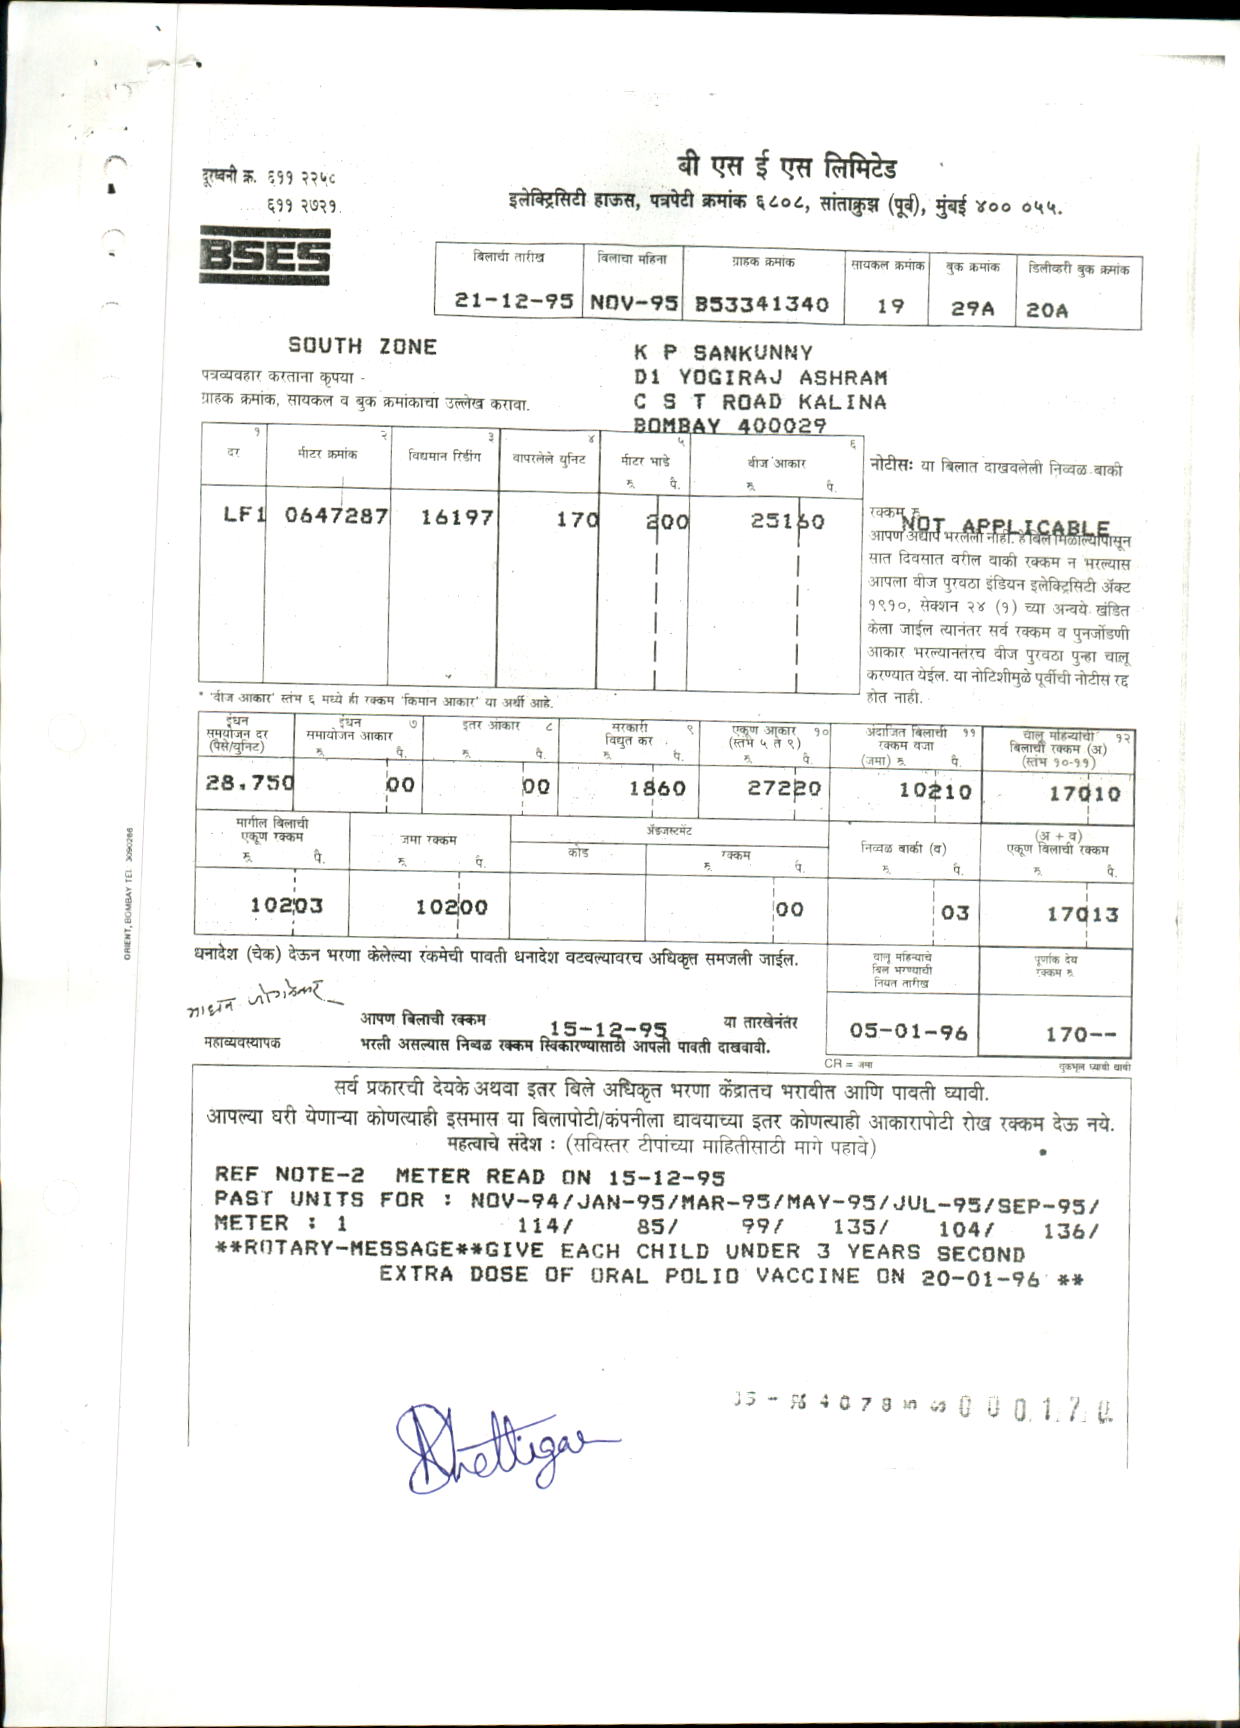 बी एस ई एस लिमिटेड
दूरध्वनी क्र. ६११ २२५८
६११ २७२१.
इलेक्ट्रिसिटी हाऊस, पत्रपेटी क्रमांक ६८०८, सांताक्रुझ (पूर्व), मुंबई ४०० ०५५.
BSES
बिलाची तारीख बिलाचा महिना ग्राहक क्रमांक सायकल क्रमांक बुक क्रमांक डिलीव्हरी बुक क्रमांक
21-12-95 NOV-95 B53341340 19 29A 20A
SOUTH ZONE
K P SANKUNNY
पत्रव्यवहार करताना कृपया -
D1 YOGIRAJ ASHRAM
ग्राहक क्रमांक, सायकल व बुक क्रमांकाचा उल्लेख करावा.
C S T ROAD KALINA
BOMBAY 400029
१ २ ३ ४ ५ ६
दर मीटर क्रमांक विद्यमान रिडींग वापरलेले युनिट मीटर भाडे वीज आकार
रू. पै. रू. पै.
LF1 0647287 16197 170 200 25160
नोटीसः या बिलात दाखवलेली निव्वळ बाकी
रक्कम रू.
NOT APPLICABLE
आपण अद्याप भरलेली नाही. हे बिल मिळाल्यापासून
सात दिवसात वरील बाकी रक्कम न भरल्यास
आपला वीज पुरवठा इंडियन इलेक्ट्रिसिटी ॲक्ट
१९१०, सेक्शन २४ (१) च्या अन्वये खंडित
केला जाईल त्यानंतर सर्व रक्कम व पुनर्जोडणी
आकार भरल्यानंतरच वीज पुरवठा पुन्हा चालू
करण्यात येईल. या नोटिशीमुळे पूर्वीची नोटीस रद्द
होत नाही.
* 'वीज आकार' स्तंभ ६ मध्ये ही रक्कम 'किमान आकार' या अर्थी आहे.
इंधन समयोजन दर (पैसे/युनिट)
इंधन समायोजन आकार ७ रू. पै.
इतर आकार ८ रू. पै.
सरकारी विद्युत कर ९ रू. पै.
एकूण आकार १० (स्तंभ ५ ते ९) रू. पै.
अंदाजित बिलाची ११ रक्कम वजा (जमा) रू. पै.
चालू महिन्याची १२ बिलाची रक्कम (अ) (स्तंभ १०-११)
28.750 00 00 1860 27220 10210 17010
मागील बिलाची एकूण रक्कम रू. पै.
जमा रक्कम रू. पै.
ॲडजस्टमेंट
कोड रक्कम रू. पै.
निव्वळ बाकी (ब) रू. पै.
(अ + ब) एकूण बिलाची रक्कम रू. पै.
10203 10200 00 03 17013
धनादेश (चेक) देऊन भरणा केलेल्या रकमेची पावती धनादेश वटवल्यावरच अधिकृत समजली जाईल.
चालू महिन्याचे बिल भरण्याची नियत तारीख
पूर्णांक देय रक्कम रू.
आपण बिलाची रक्कम 15-12-95 या तारखेनंतर
05-01-96 170--
महाव्यवस्थापक
भरली असल्यास निव्वळ रक्कम स्विकारण्यासाठी आपली पावती दाखवावी.
CR = जमा चूकभूल द्यावी घ्यावी
सर्व प्रकारची देयके अथवा इतर बिले अधिकृत भरणा केंद्रातच भरावीत आणि पावती घ्यावी.
आपल्या घरी येणाऱ्या कोणत्याही इसमास या बिलापोटी/कंपनीला द्यावयाच्या इतर कोणत्याही आकारापोटी रोख रक्कम देऊ नये.
महत्वाचे संदेश : (सविस्तर टीपांच्या माहितीसाठी मागे पहावे)
REF NOTE-2 METER READ ON 15-12-95
PAST UNITS FOR : NOV-94/JAN-95/MAR-95/MAY-95/JUL-95/SEP-95/
METER : 1 114/ 85/ 99/ 135/ 104/ 136/
**ROTARY-MESSAGE**GIVE EACH CHILD UNDER 3 YEARS SECOND
EXTRA DOSE OF ORAL POLIO VACCINE ON 20-01-96 **
ORIENT, BOMBAY TEL 3090266